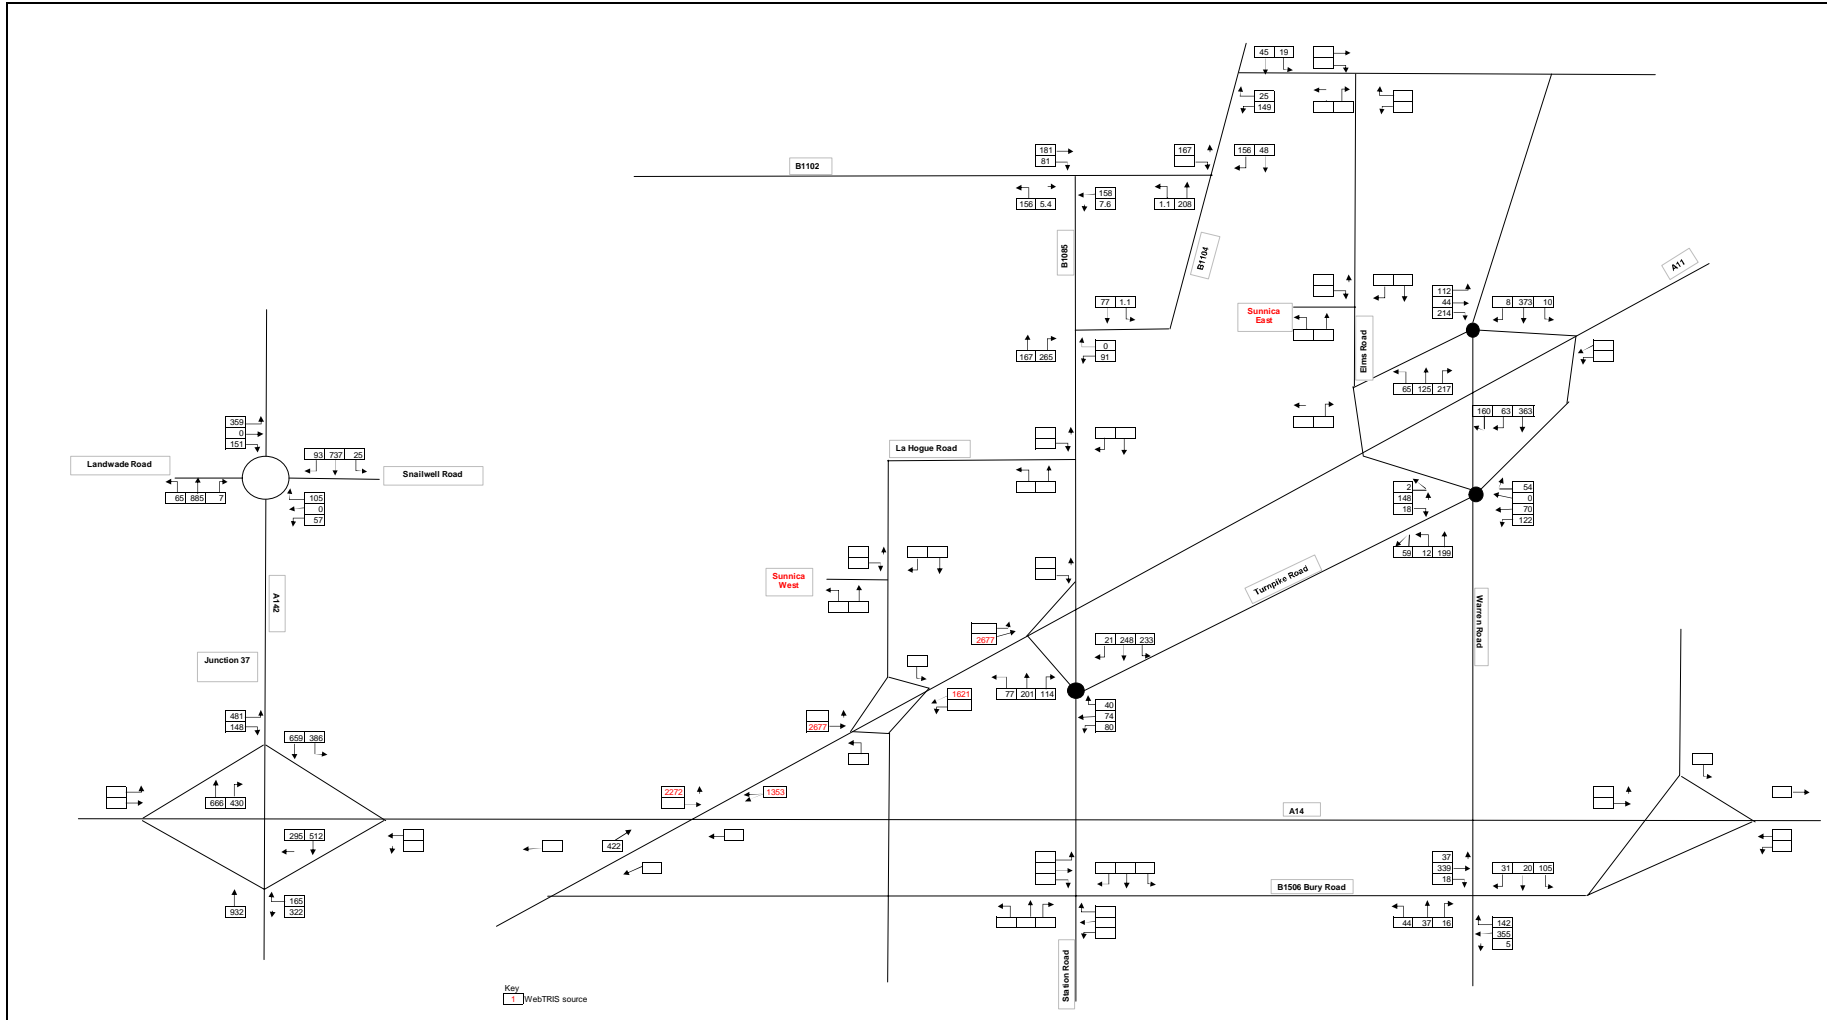 45 19
25
149
181
81
167
156 48
B1102
156 5.4
158
7.6
1.1 208
B1085
B1104
A11
77 1.1
112
44
214
8 373 10
Sunnica
East
Elms Road
167 265
0
91
65 125 217
160 63 363
359
0
151
93 737 25
La Hogue Road
Landwade Road
Snailwell Road
65 885 7
105
0
57
2
148
18
54
0
70
122
59 12 199
Sunnica
West
Turnpike Road
A142
Warren Road
2677
21 248 233
Junction 37
77 201 114
1621
40
74
80
481
148
2677
659 386
666 430
2272
1353
A14
295 512
422
37
339
18
31 20 105
B1506 Bury Road
932
165
322
44 37 16
142
355
5
Station Road
Key
1 WebTRIS source